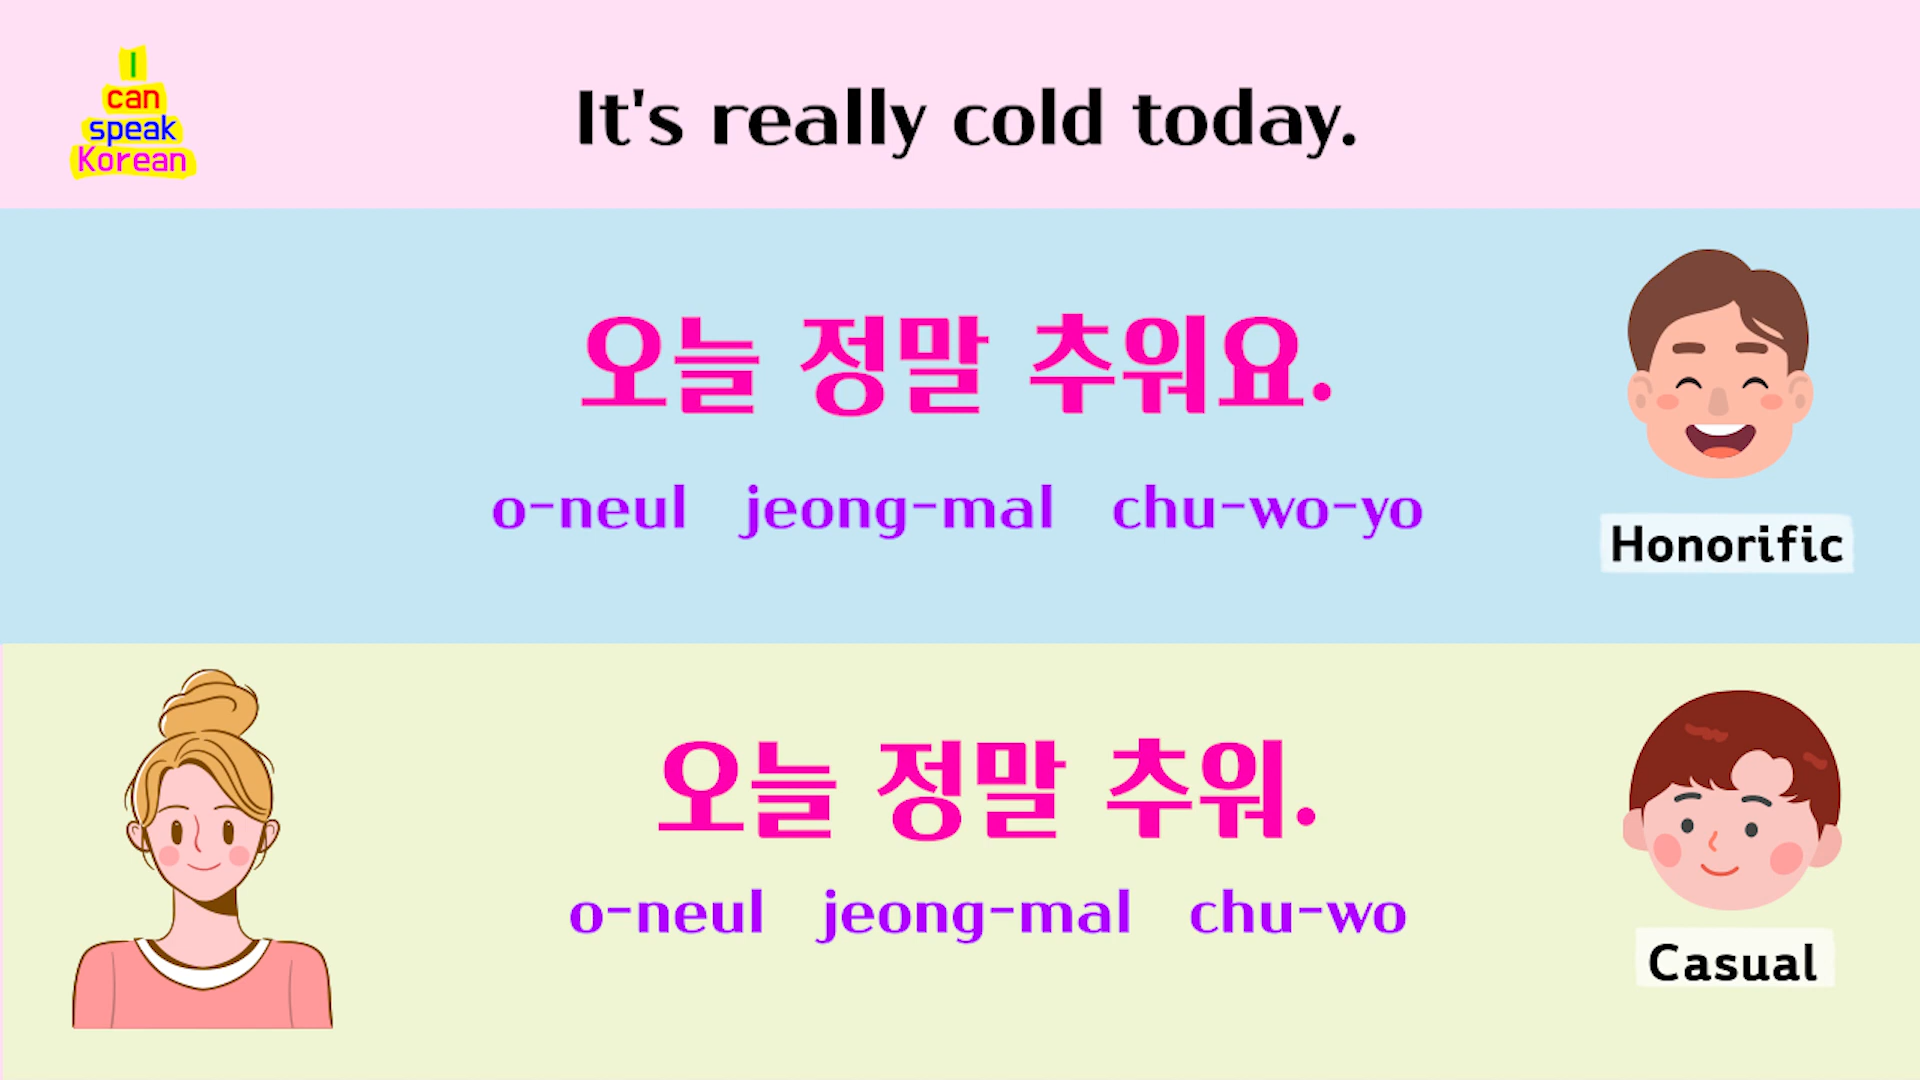 I
can
speak
Korean
It's really cold today.
오늘 정말 추워요.
o-neul jeong-mal chu-wo-yo
Honorific
오늘 정말 추워.
o-neul jeong-mal chu-wo
Casual